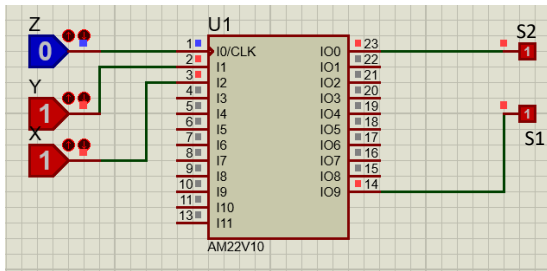 Z U1 S2
0 1 I0/CLK IO0 23 1
2 I1 IO1 22
Y 3 I2 IO2 21
4 I3 IO3 20
1 5 I4 IO4 19 1
X 6 I5 IO5 18
7 I6 IO6 17 S1
1 8 I7 IO7 16
9 I8 IO8 15
10 I9 IO9 14
11 I10
13 I11
AM22V10